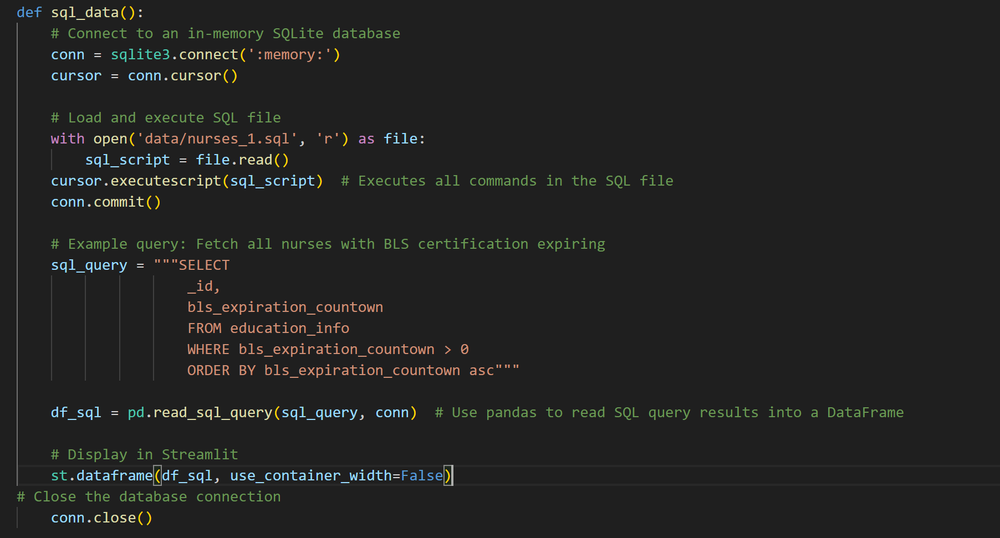 def sql_data():
    # Connect to an in-memory SQLite database
    conn = sqlite3.connect(':memory:')
    cursor = conn.cursor()

    # Load and execute SQL file
    with open('data/nurses_1.sql', 'r') as file:
        sql_script = file.read()
    cursor.executescript(sql_script)  # Executes all commands in the SQL file
    conn.commit()

    # Example query: Fetch all nurses with BLS certification expiring
    sql_query = """SELECT
                    _id,
                    bls_expiration_countown
                    FROM education_info
                    WHERE bls_expiration_countown > 0
                    ORDER BY bls_expiration_countown asc"""

    df_sql = pd.read_sql_query(sql_query, conn)  # Use pandas to read SQL query results into a DataFrame

    # Display in Streamlit
    st.dataframe(df_sql, use_container_width=False)
# Close the database connection
    conn.close()